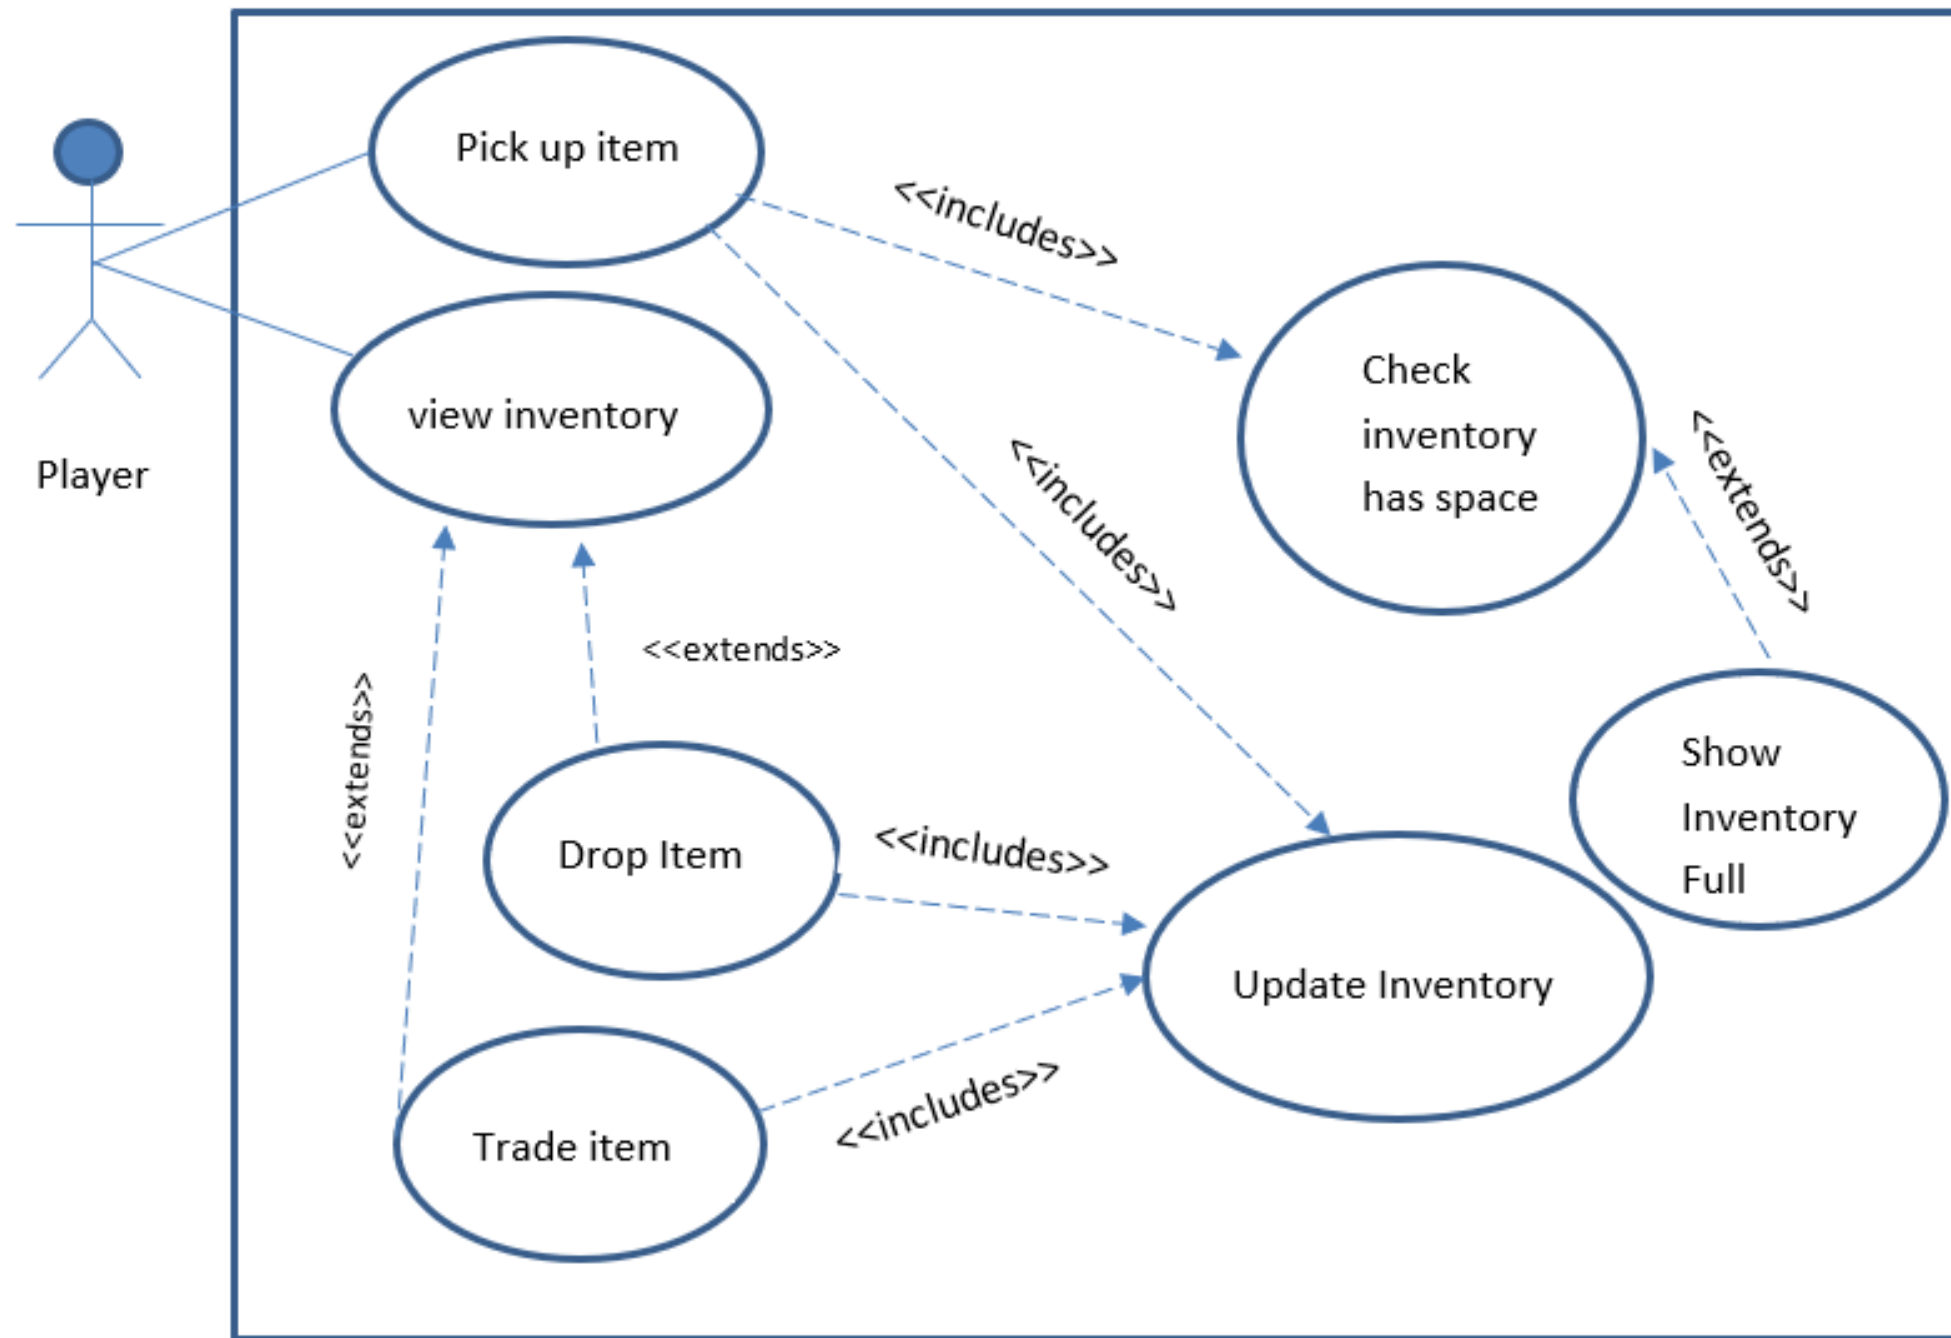 Pick up item
<<includes>>
Check
inventory
has space
view inventory
Player
<<includes>>
<<extends>>
<<extends>>
<<extends>>
Show
Inventory
Full
Drop Item
<<includes>>
Update Inventory
Trade item
<<includes>>